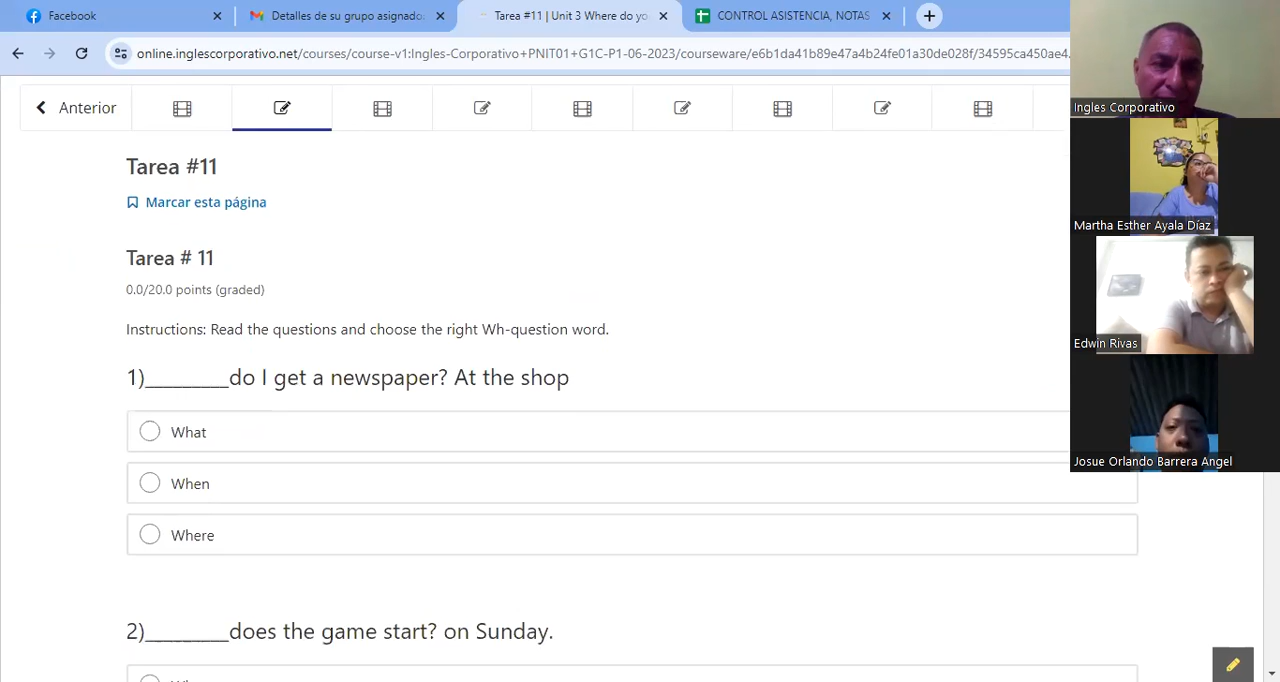 Facebook
Detalles de su grupo asignado
Tarea #11 | Unit 3 Where do yo
CONTROL ASISTENCIA, NOTAS
online.inglescorporativo.net/courses/course-v1:Ingles-Corporativo+PNIT01+G1C-P1-06-2023/courseware/e6b1da41b89e47a4b24fe01a30de028f/34595ca450ae4
Anterior
Tarea #11
Marcar esta página
Tarea # 11
0.0/20.0 points (graded)
Instructions: Read the questions and choose the right Wh-question word.
1)________do I get a newspaper? At the shop
What
When
Where
2)________does the game start? on Sunday.
Ingles Corporativo
Martha Esther Ayala Díaz
Edwin Rivas
Josue Orlando Barrera Angel